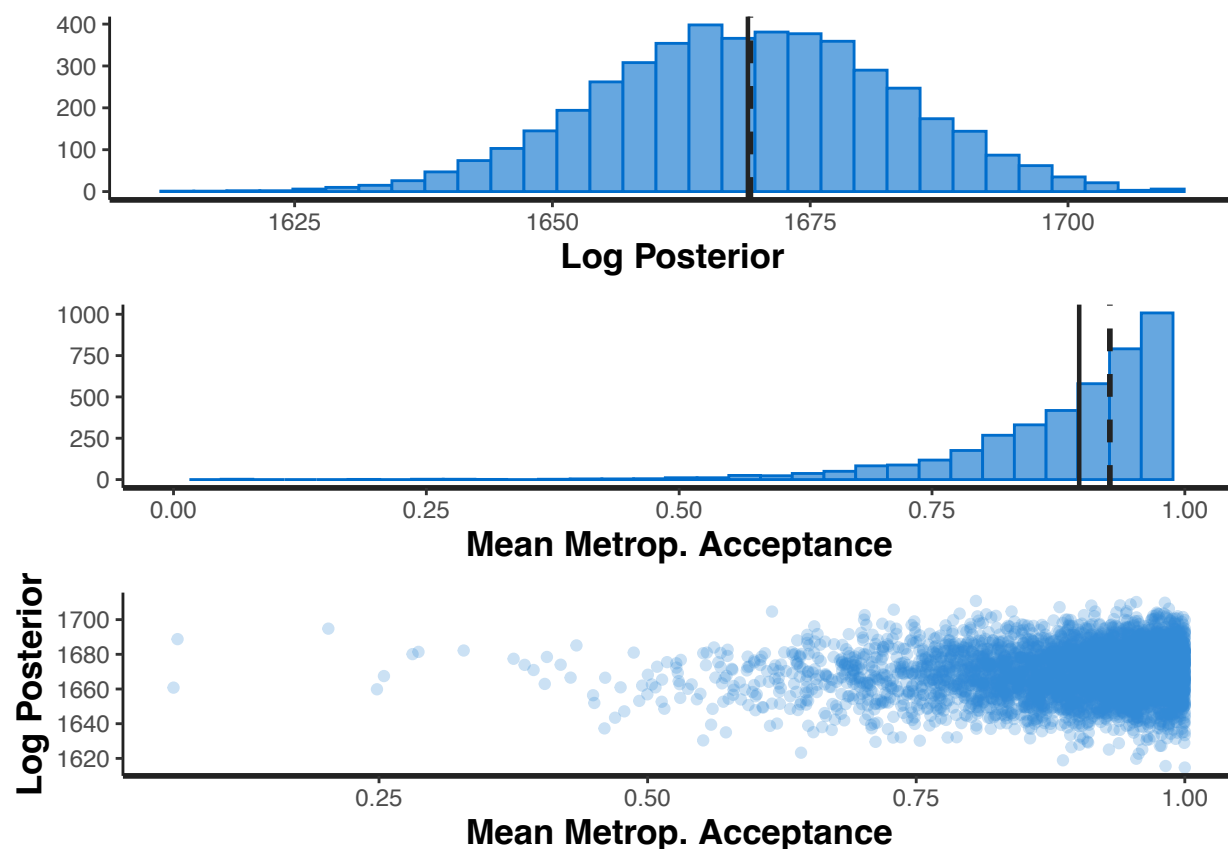 400
300
200
100
0
1625 1650 1675 1700
Log Posterior
1000
750
500
250
0
0.00 0.25 0.50 0.75 1.00
Mean Metrop. Acceptance
Log Posterior
1700
1680
1660
1640
1620
0.25 0.50 0.75 1.00
Mean Metrop. Acceptance